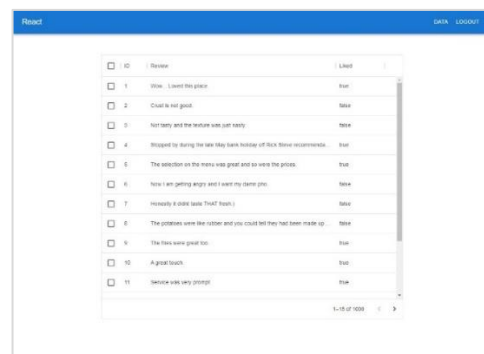 React DATA LOGOUT
ID Review Liked
1 Wow... Loved this place. true
2 Crust is not good. false
3 Not tasty and the texture was just nasty. false
4 Stopped by during the late May bank holiday off Rick Steve recommenda... true
5 The selection on the menu was great and so were the prices. true
6 Now I am getting angry and I want my damn pho. false
7 Honeslty it didn't taste THAT fresh.) false
8 The potatoes were like rubber and you could tell they had been made up ... false
9 The fries were great too. true
10 A great touch. true
11 Service was very prompt. true
1–15 of 1000